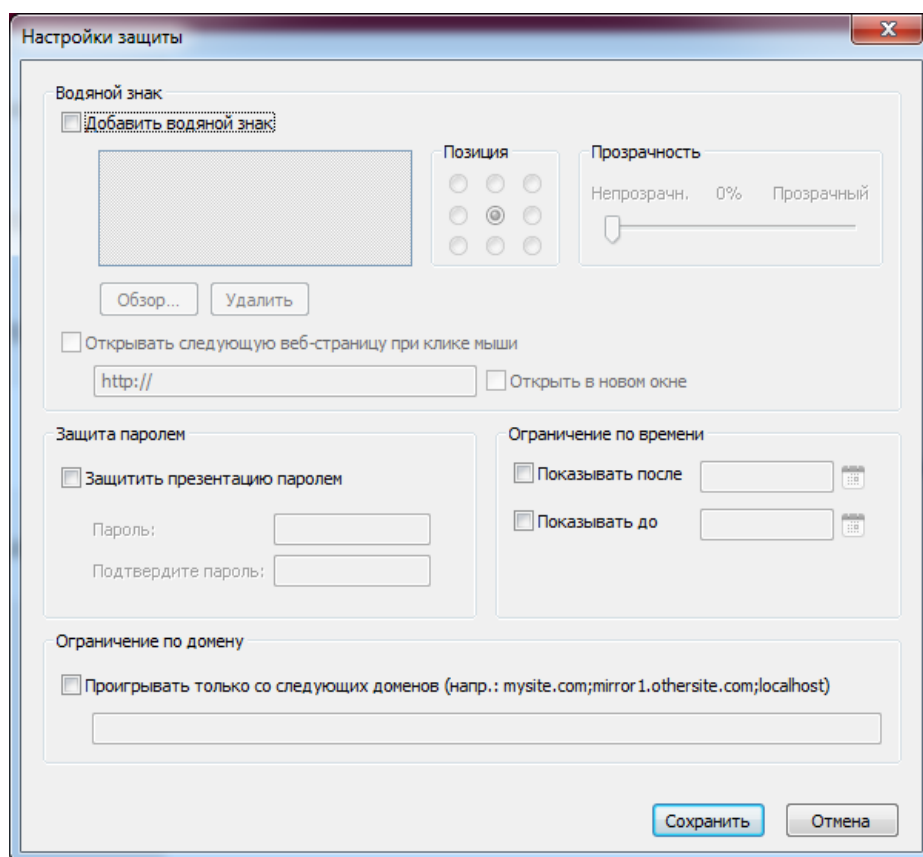 Настройки защиты
Водяной знак
Добавить водяной знак
Позиция
Прозрачность
Непрозрачн. 0% Прозрачный
Обзор... Удалить
Открывать следующую веб-страницу при клике мыши
http:// Открыть в новом окне
Защита паролем
Защитить презентацию паролем
Пароль:
Подтвердите пароль:
Ограничение по времени
Показывать после
Показывать до
Ограничение по домену
Проигрывать только со следующих доменов (напр.: mysite.com;mirror1.othersite.com;localhost)
Сохранить Отмена